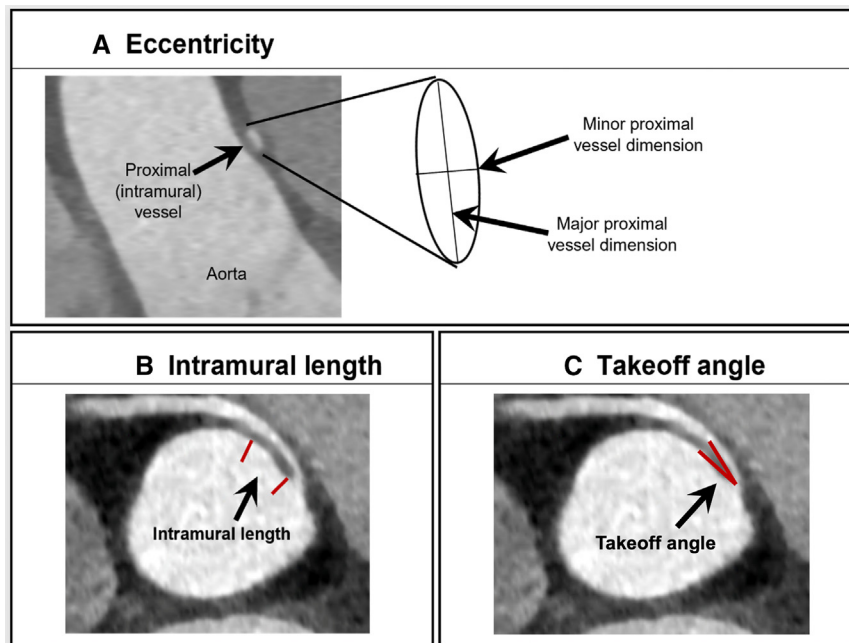 A Eccentricity
Proximal
(intramural)
vessel
Aorta
Minor proximal
vessel dimension
Major proximal
vessel dimension
B Intramural length
Intramural length
C Takeoff angle
Takeoff angle